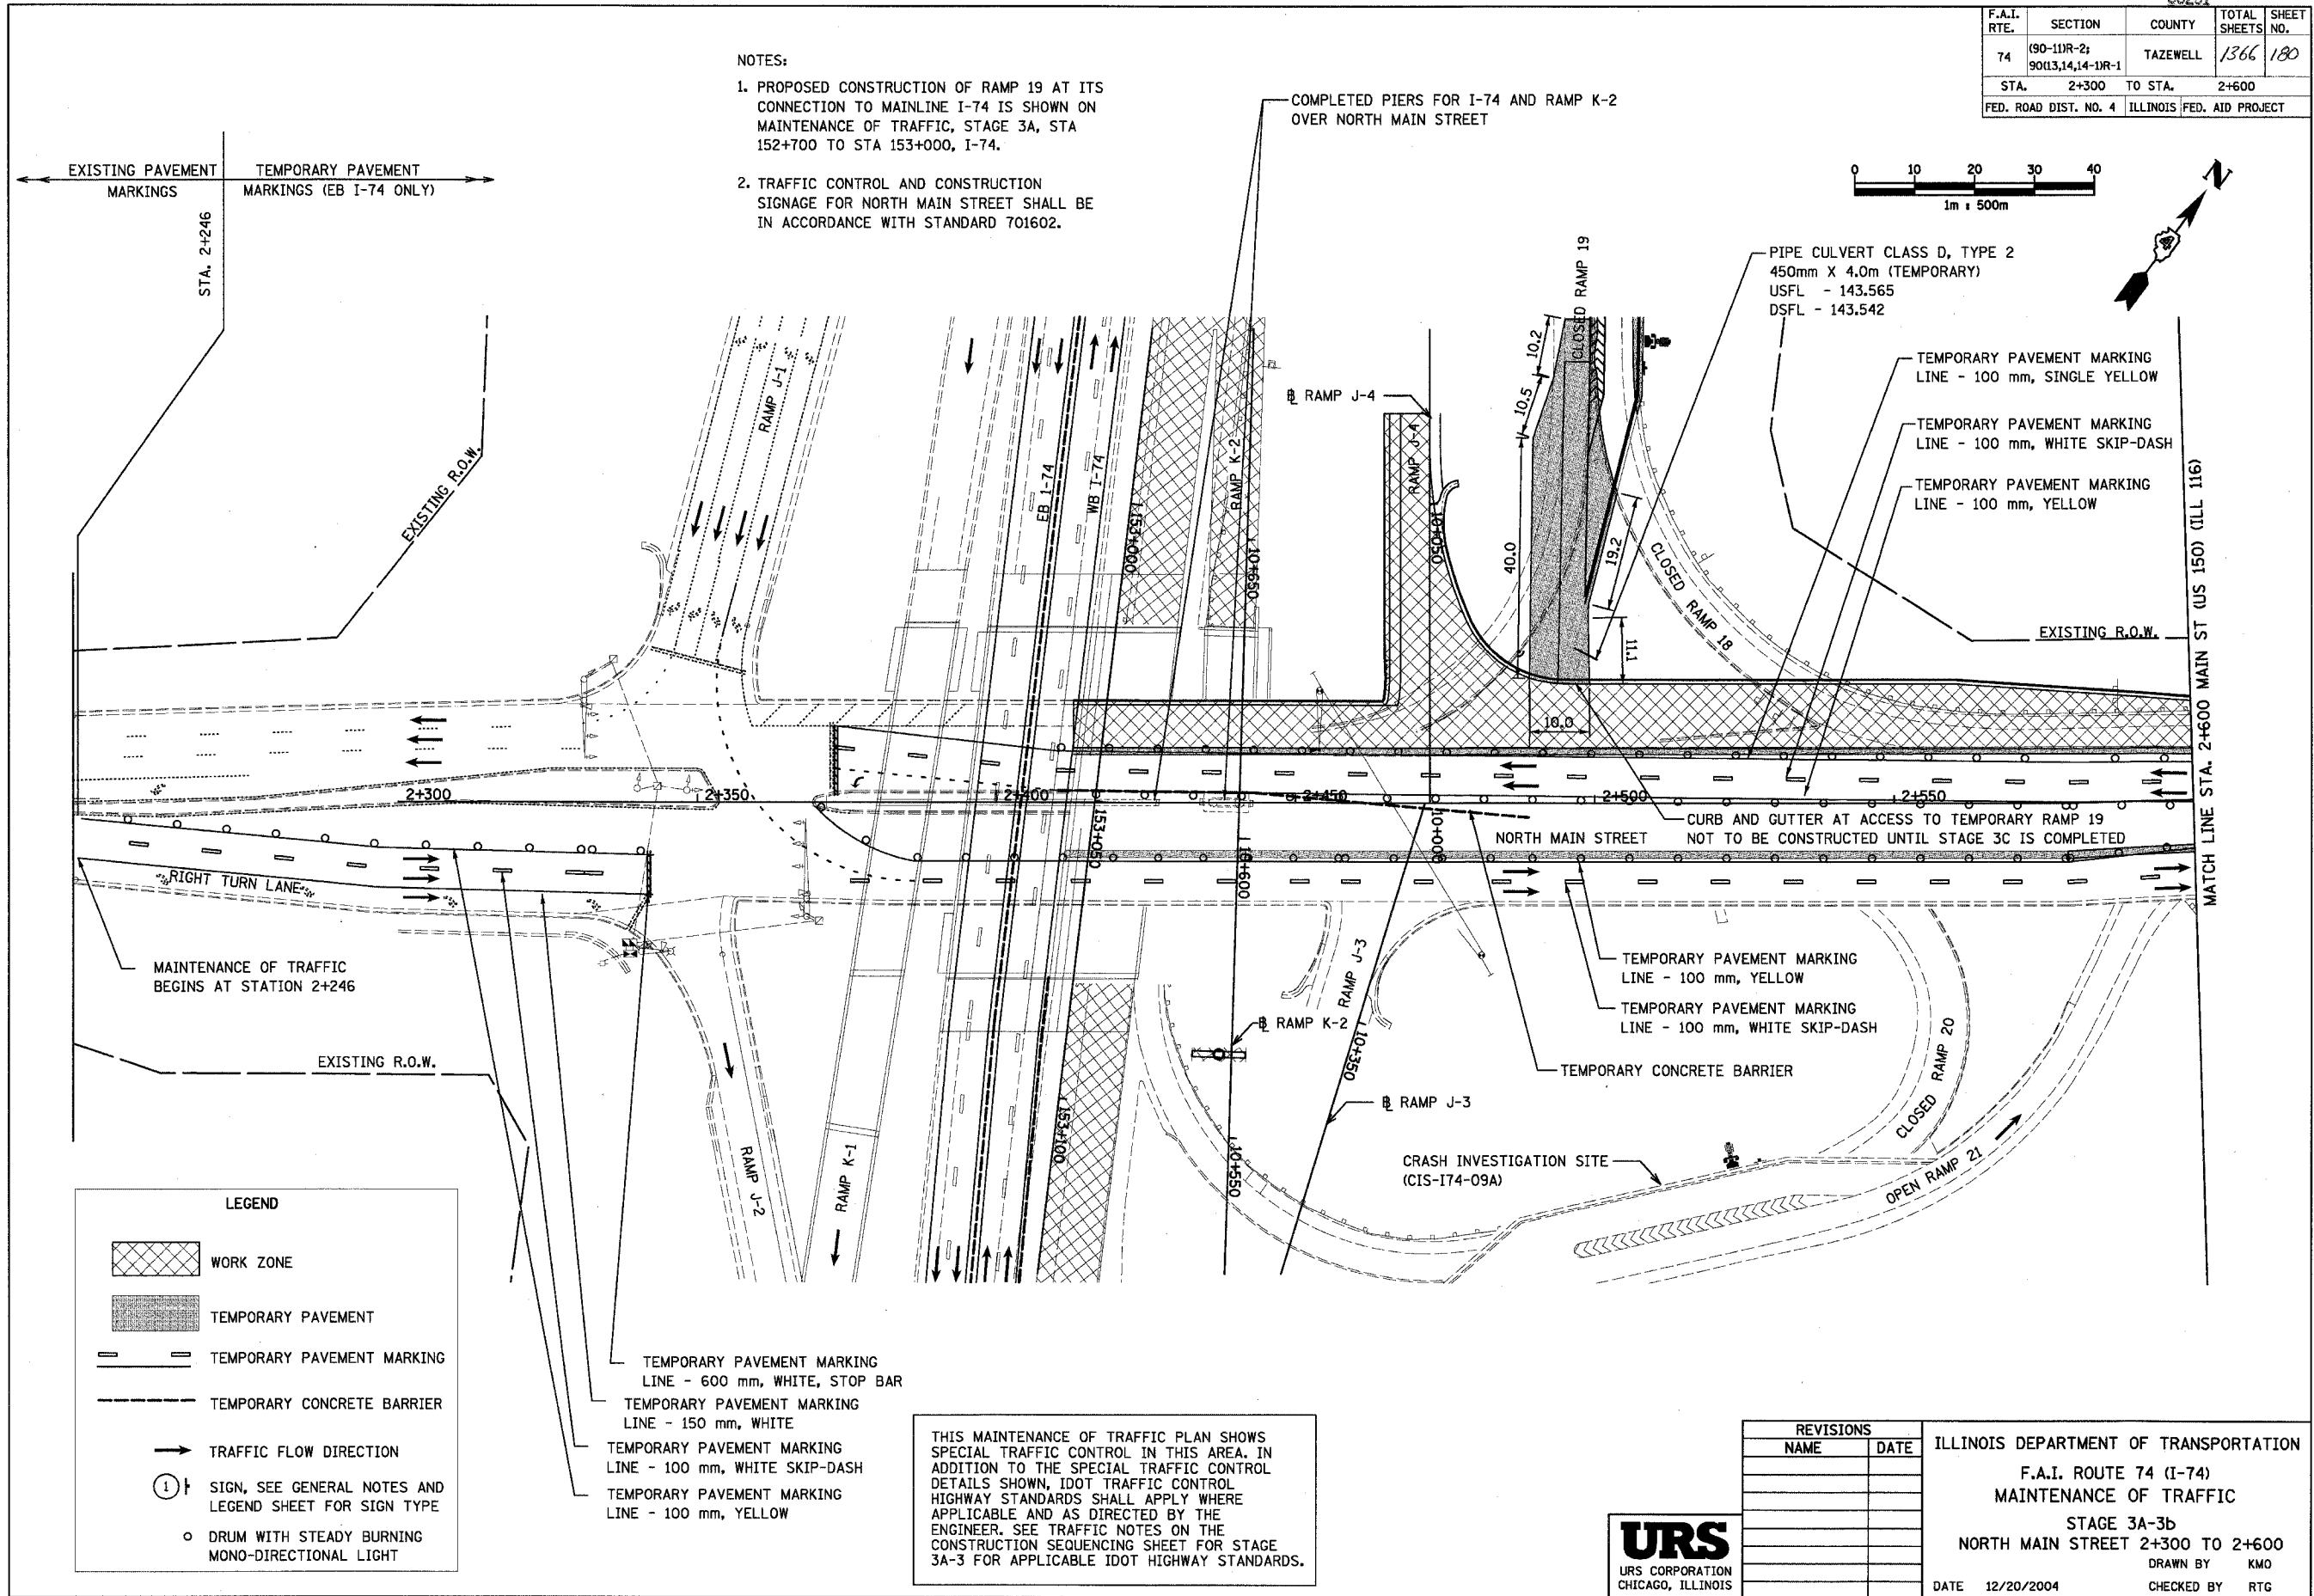 F.A.I. RTE.
SECTION
COUNTY
TOTAL SHEETS
SHEET NO.
74
(90-11)R-2;
90(13,14,14-1)R-1
TAZEWELL
1366
180
STA. 2+300 TO STA. 2+600
FED. ROAD DIST. NO. 4 ILLINOIS FED. AID PROJECT
NOTES:
1. PROPOSED CONSTRUCTION OF RAMP 19 AT ITS
CONNECTION TO MAINLINE I-74 IS SHOWN ON
MAINTENANCE OF TRAFFIC, STAGE 3A, STA
152+700 TO STA 153+000, I-74.
2. TRAFFIC CONTROL AND CONSTRUCTION
SIGNAGE FOR NORTH MAIN STREET SHALL BE
IN ACCORDANCE WITH STANDARD 701602.
COMPLETED PIERS FOR I-74 AND RAMP K-2
OVER NORTH MAIN STREET
EXISTING PAVEMENT
MARKINGS
TEMPORARY PAVEMENT
MARKINGS (EB I-74 ONLY)
STA. 2+246
0 10 20 30 40
1m : 500m
N
4
PIPE CULVERT CLASS D, TYPE 2
450mm X 4.0m (TEMPORARY)
USFL - 143.565
DSFL - 143.542
TEMPORARY PAVEMENT MARKING
LINE - 100 mm, SINGLE YELLOW
TEMPORARY PAVEMENT MARKING
LINE - 100 mm, WHITE SKIP-DASH
TEMPORARY PAVEMENT MARKING
LINE - 100 mm, YELLOW
EXISTING R.O.W.
RAMP J-1
EB I-74
WB I-74
153+000
RAMP K-2
10+650
℄ RAMP J-4
RAMP J-4
10+050
CLOSED RAMP 19
10.2
10.5
40.0
19.2
11.1
10.0
CLOSED RAMP 18
EXISTING R.O.W.
MATCH LINE STA. 2+600 MAIN ST (US 150) (ILL 116)
2+300
2+350
2+400
2+450
2+500
2+550
153+050
10+600
10+000
CURB AND GUTTER AT ACCESS TO TEMPORARY RAMP 19
NOT TO BE CONSTRUCTED UNTIL STAGE 3C IS COMPLETED
NORTH MAIN STREET
RIGHT TURN LANE
MAINTENANCE OF TRAFFIC
BEGINS AT STATION 2+246
EXISTING R.O.W.
TEMPORARY PAVEMENT MARKING
LINE - 100 mm, YELLOW
TEMPORARY PAVEMENT MARKING
LINE - 100 mm, WHITE SKIP-DASH
TEMPORARY CONCRETE BARRIER
RAMP J-3
10+350
℄ RAMP K-2
℄ RAMP J-3
153+100
10+550
RAMP J-2
RAMP K-1
CRASH INVESTIGATION SITE
(CIS-I74-09A)
CLOSED RAMP 20
OPEN RAMP 21
LEGEND
WORK ZONE
TEMPORARY PAVEMENT
TEMPORARY PAVEMENT MARKING
TEMPORARY CONCRETE BARRIER
TRAFFIC FLOW DIRECTION
1 SIGN, SEE GENERAL NOTES AND
LEGEND SHEET FOR SIGN TYPE
DRUM WITH STEADY BURNING
MONO-DIRECTIONAL LIGHT
TEMPORARY PAVEMENT MARKING
LINE - 600 mm, WHITE, STOP BAR
TEMPORARY PAVEMENT MARKING
LINE - 150 mm, WHITE
TEMPORARY PAVEMENT MARKING
LINE - 100 mm, WHITE SKIP-DASH
TEMPORARY PAVEMENT MARKING
LINE - 100 mm, YELLOW
THIS MAINTENANCE OF TRAFFIC PLAN SHOWS
SPECIAL TRAFFIC CONTROL IN THIS AREA. IN
ADDITION TO THE SPECIAL TRAFFIC CONTROL
DETAILS SHOWN, IDOT TRAFFIC CONTROL
HIGHWAY STANDARDS SHALL APPLY WHERE
APPLICABLE AND AS DIRECTED BY THE
ENGINEER. SEE TRAFFIC NOTES ON THE
CONSTRUCTION SEQUENCING SHEET FOR STAGE
3A-3 FOR APPLICABLE IDOT HIGHWAY STANDARDS.
URS
URS CORPORATION
CHICAGO, ILLINOIS
REVISIONS
NAME DATE
ILLINOIS DEPARTMENT OF TRANSPORTATION
F.A.I. ROUTE 74 (I-74)
MAINTENANCE OF TRAFFIC
STAGE 3A-3b
NORTH MAIN STREET 2+300 TO 2+600
DRAWN BY KMO
DATE 12/20/2004 CHECKED BY RTG